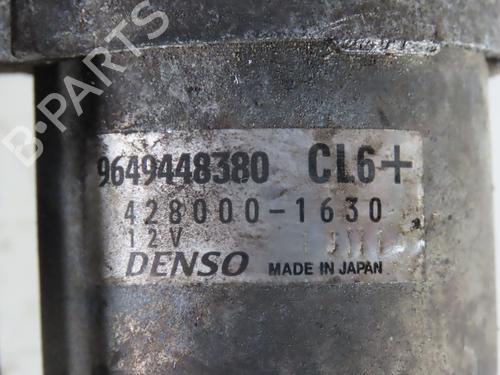 B-PARTS
9649448380 CL6+
428000-1630
12V
DENSO MADE IN JAPAN